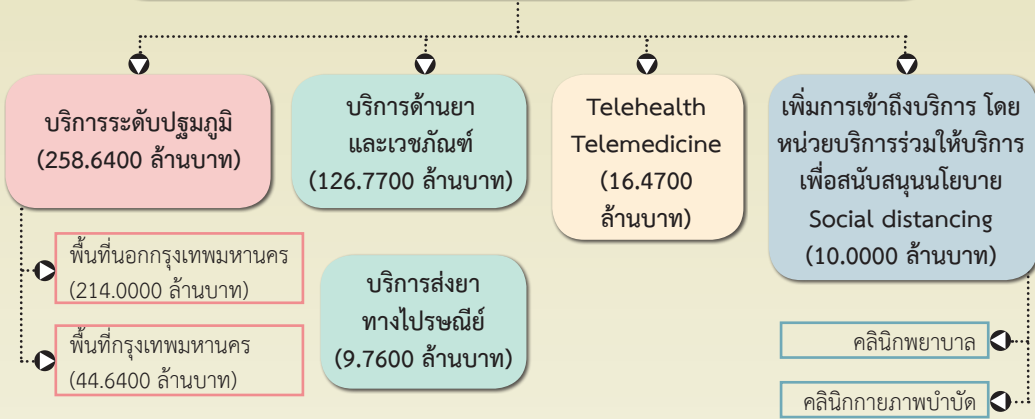 บริการระดับปฐมภูมิ
(258.6400 ล้านบาท)
พื้นที่นอกกรุงเทพมหานคร
(214.0000 ล้านบาท)
พื้นที่กรุงเทพมหานคร
(44.6400 ล้านบาท)
บริการด้านยา
และเวชภัณฑ์
(126.7700 ล้านบาท)
บริการส่งยา
ทางไปรษณีย์
(9.7600 ล้านบาท)
Telehealth
Telemedicine
(16.4700
ล้านบาท)
เพิ่มการเข้าถึงบริการ โดย
หน่วยบริการร่วมให้บริการ
เพื่อสนับสนุนนโยบาย
Social distancing
(10.0000 ล้านบาท)
คลินิกพยาบาล
คลินิกกายภาพบำบัด